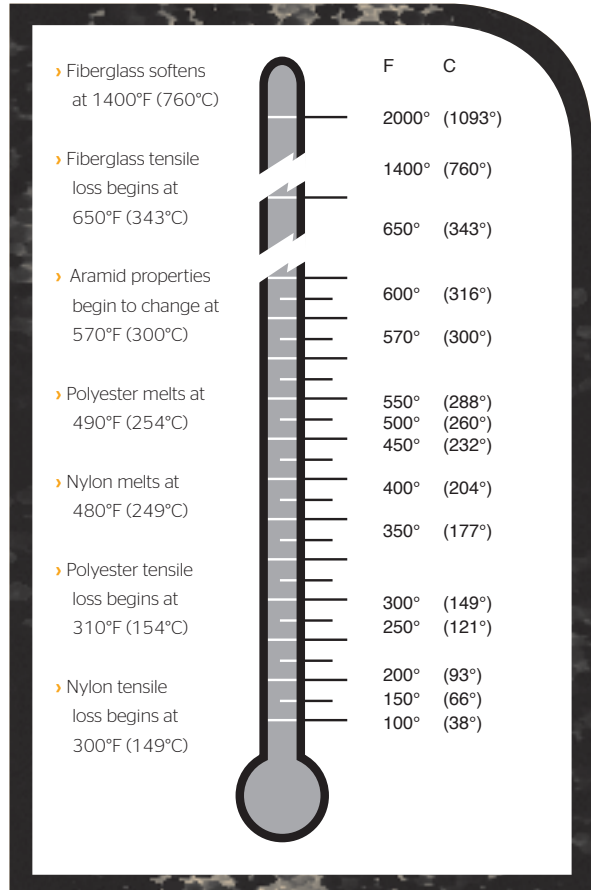 › Fiberglass softens
at 1400°F (760°C)
› Fiberglass tensile
loss begins at
650°F (343°C)
› Aramid properties
begin to change at
570°F (300°C)
› Polyester melts at
490°F (254°C)
› Nylon melts at
480°F (249°C)
› Polyester tensile
loss begins at
310°F (154°C)
› Nylon tensile
loss begins at
300°F (149°C)
F C
2000° (1093°)
1400° (760°)
650° (343°)
600° (316°)
570° (300°)
550° (288°)
500° (260°)
450° (232°)
400° (204°)
350° (177°)
300° (149°)
250° (121°)
200° (93°)
150° (66°)
100° (38°)